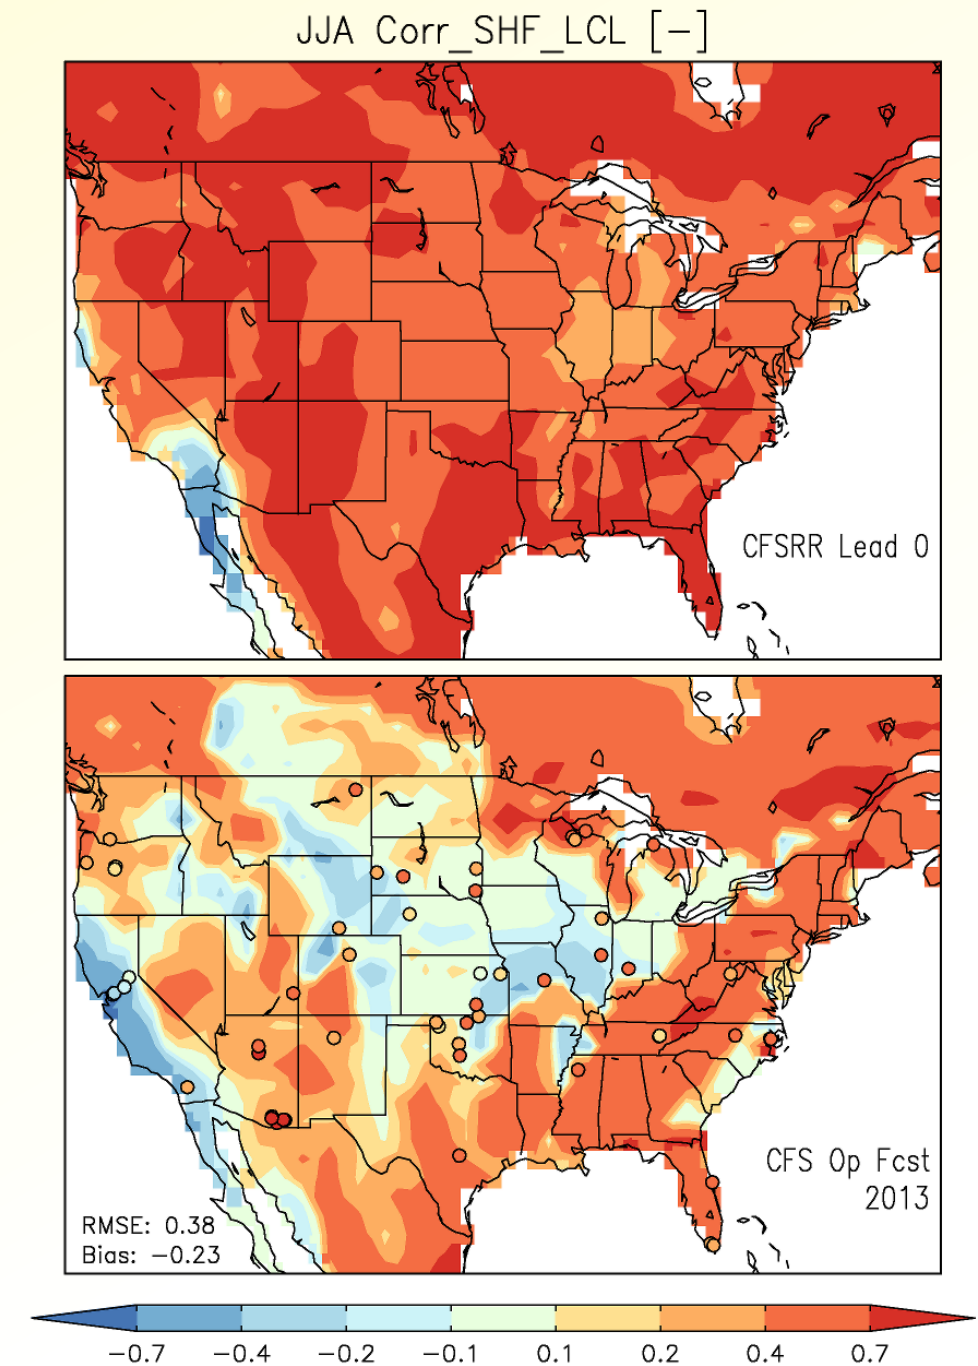 JJA Corr_SHF_LCL [-]
CFSRR Lead 0
CFS Op Fcst
2013
RMSE: 0.38
Bias: -0.23
-0.7 -0.4 -0.2 -0.1 0.1 0.2 0.4 0.7